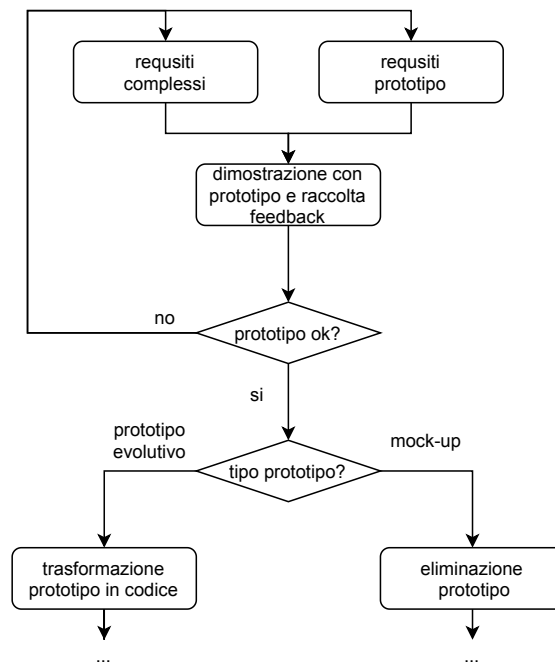 requsiti
complessi
requsiti
prototipo
dimostrazione con
prototipo e raccolta
feedback
no
prototipo ok?
si
prototipo
evolutivo
mock-up
tipo prototipo?
trasformazione
prototipo in codice
eliminazione
prototipo
...
...